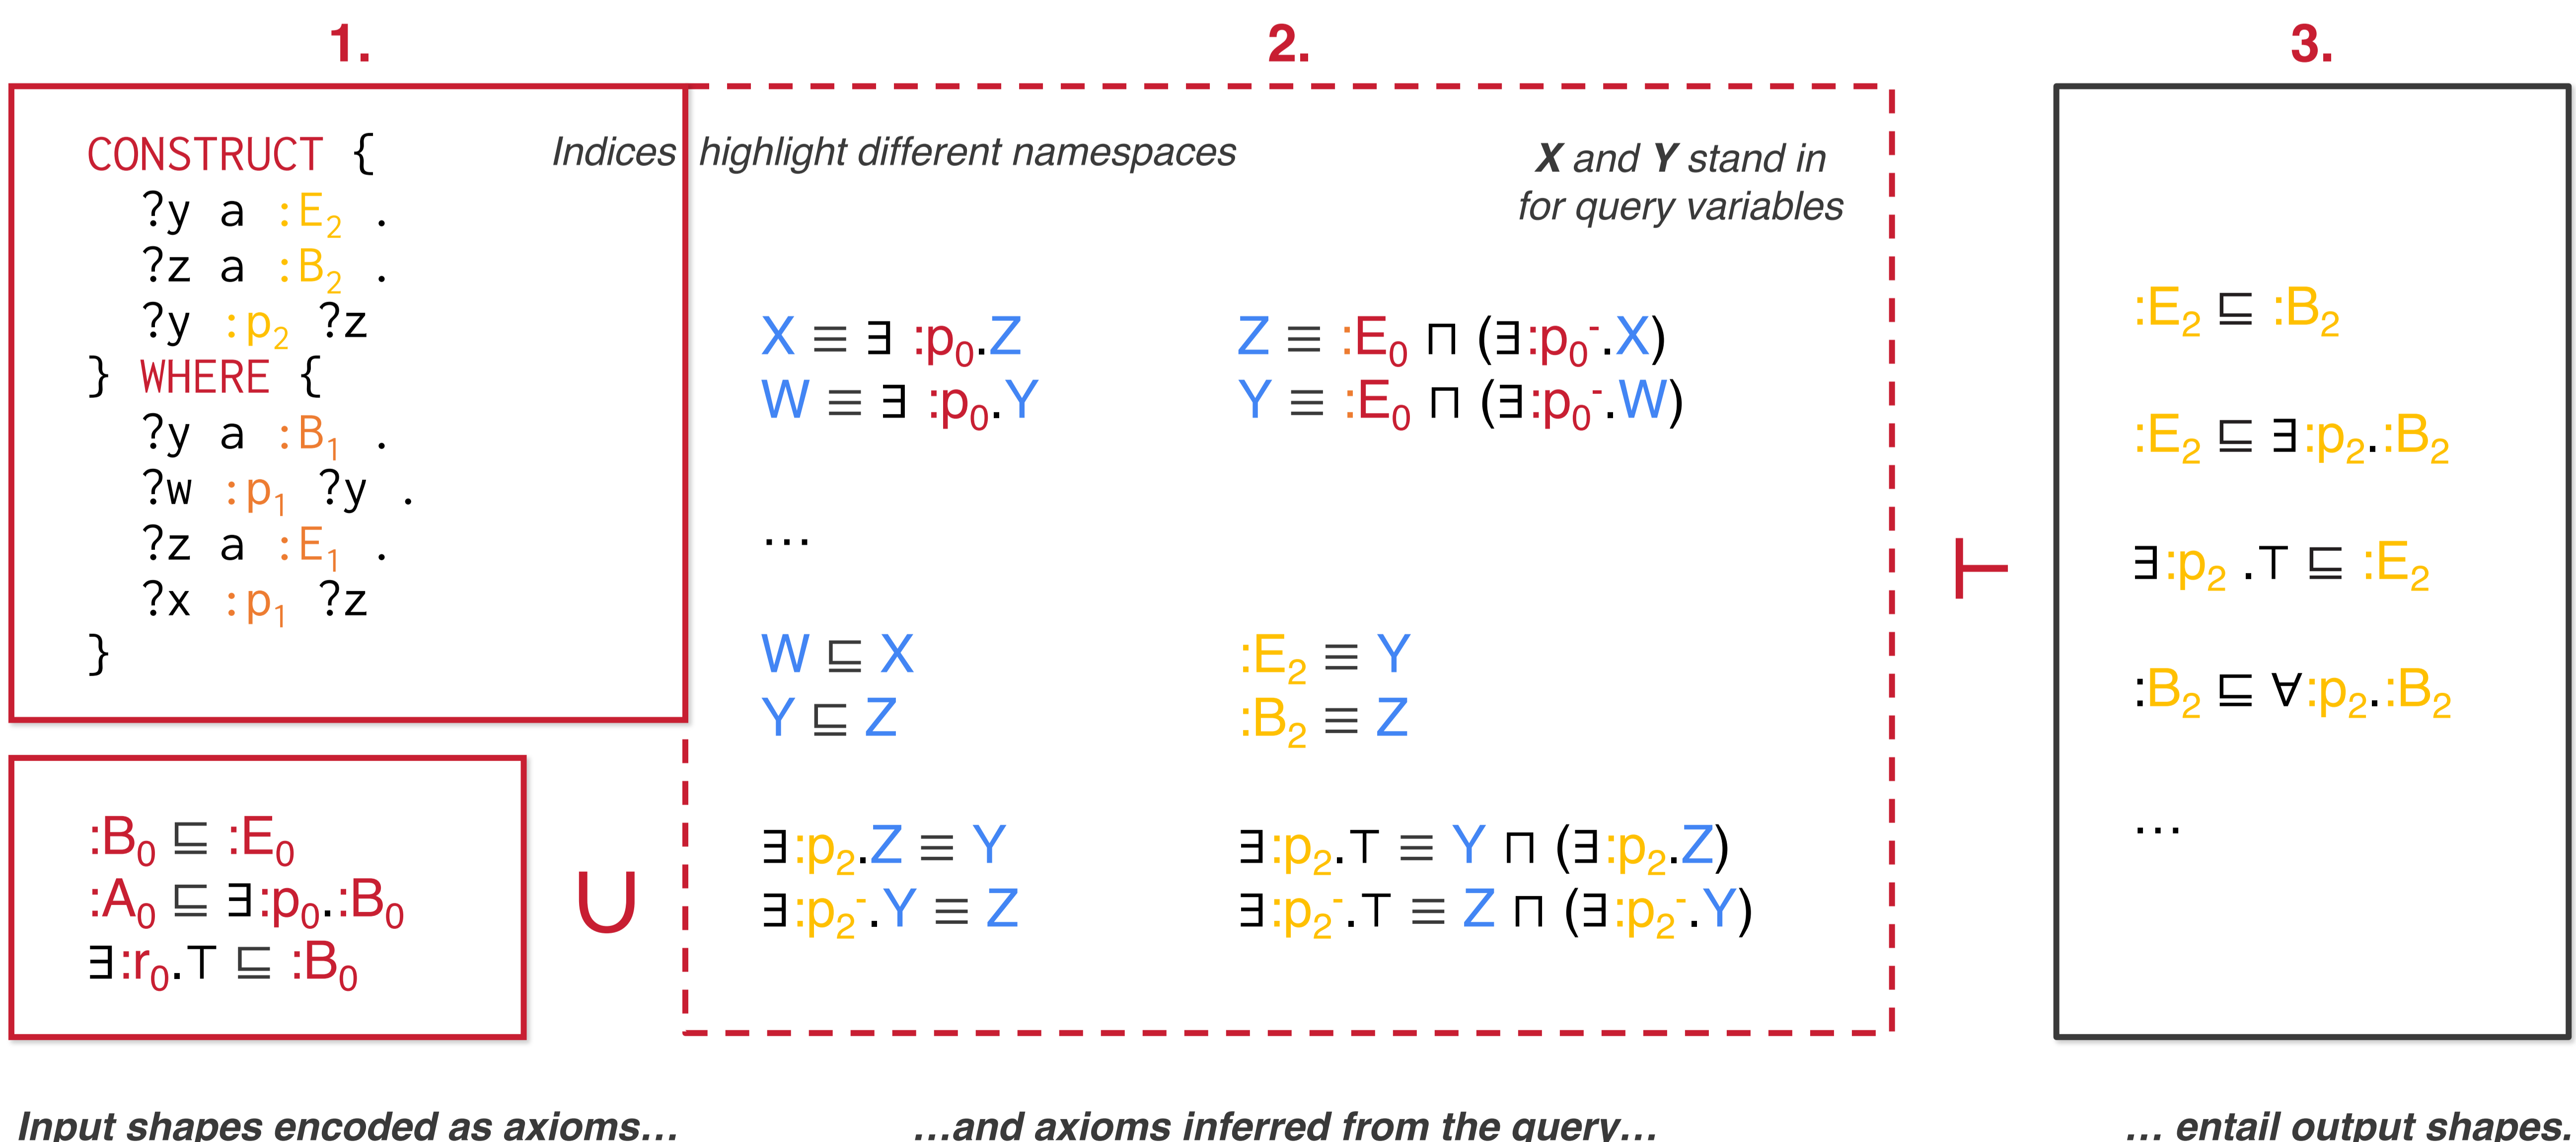 1.
CONSTRUCT {
?y a :E₂ .
?z a :B₂ .
?y :p₂ ?z
} WHERE {
?y a :B₁ .
?w :p₁ ?y .
?z a :E₁ .
?x :p₁ ?z
}
:B₀ ⊑ :E₀
:A₀ ⊑ ∃:p₀.:B₀
∃:r₀.⊤ ⊑ :B₀
∪
Input shapes encoded as axioms...
2.
Indices highlight different namespaces
X and Y stand in
for query variables
X ≡ ∃ :p₀.Z
Z ≡ :E₀ ⊓ (∃:p₀⁻.X)
W ≡ ∃ :p₀.Y
Y ≡ :E₀ ⊓ (∃:p₀⁻.W)
...
W ⊑ X
:E₂ ≡ Y
Y ⊑ Z
:B₂ ≡ Z
∃:p₂.Z ≡ Y
∃:p₂.⊤ ≡ Y ⊓ (∃:p₂.Z)
∃:p₂⁻.Y ≡ Z
∃:p₂⁻.⊤ ≡ Z ⊓ (∃:p₂⁻.Y)
...and axioms inferred from the query...
⊢
3.
:E₂ ⊑ :B₂
:E₂ ⊑ ∃:p₂.:B₂
∃:p₂ .⊤ ⊑ :E₂
:B₂ ⊑ ∀:p₂.:B₂
...
... entail output shapes.